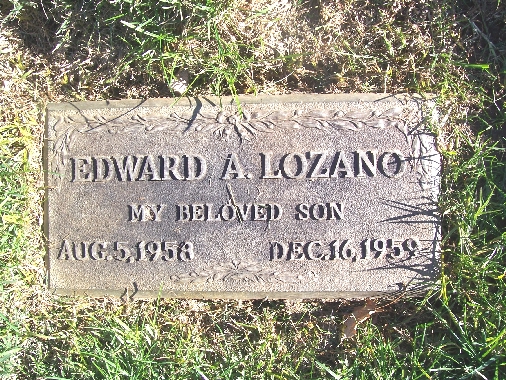 EDWARD A. LOZANO
MY BELOVED SON
AUG. 5, 1958 DEC. 16, 1959